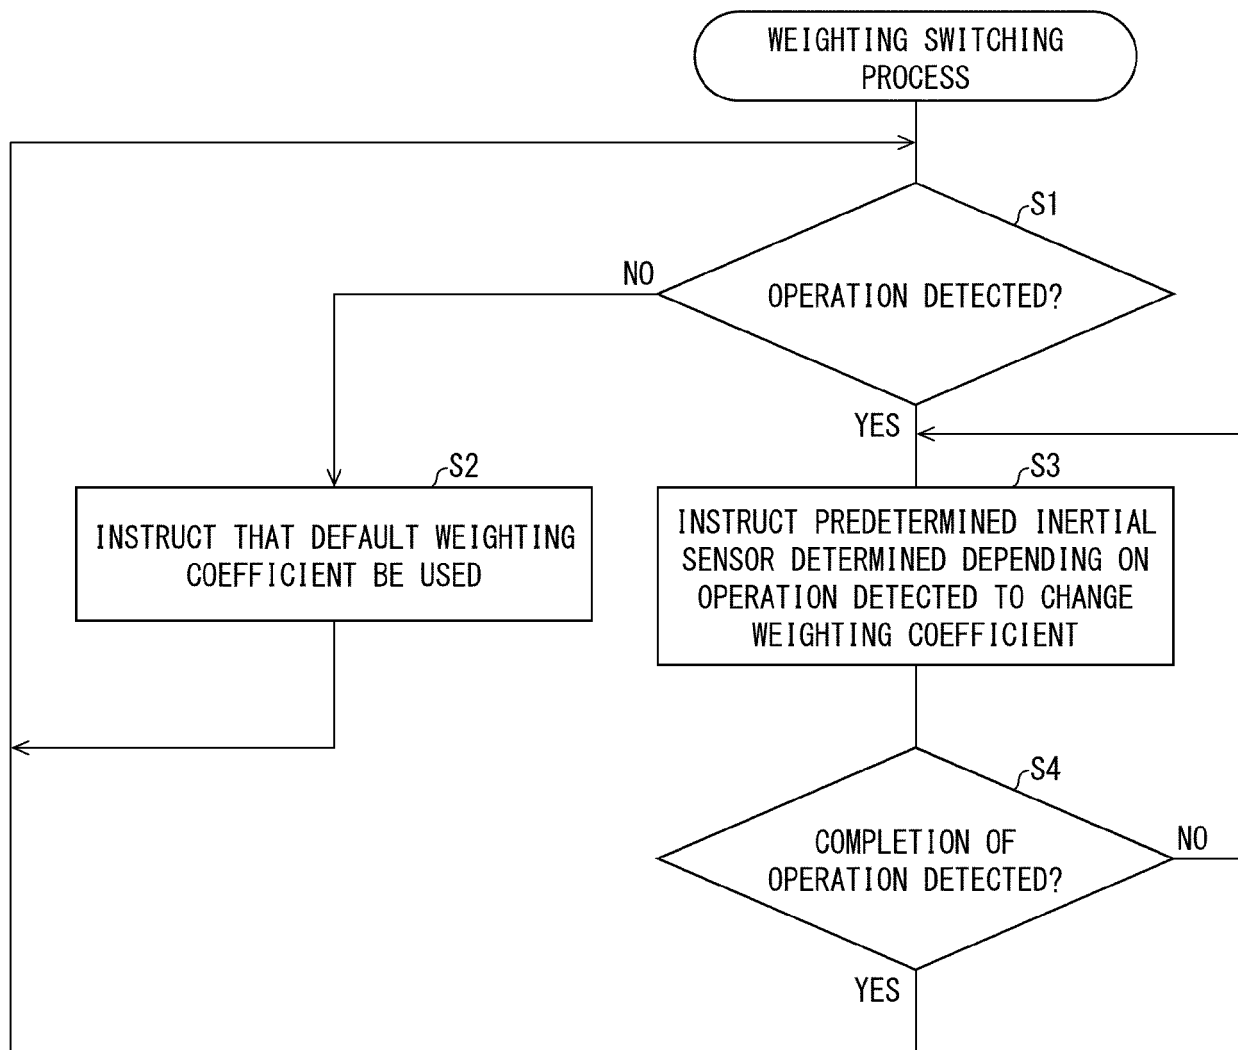 WEIGHTING SWITCHING
PROCESS
S1
NO
OPERATION DETECTED?
YES
S2
INSTRUCT THAT DEFAULT WEIGHTING
COEFFICIENT BE USED
S3
INSTRUCT PREDETERMINED INERTIAL
SENSOR DETERMINED DEPENDING ON
OPERATION DETECTED TO CHANGE
WEIGHTING COEFFICIENT
S4
COMPLETION OF
OPERATION DETECTED?
NO
YES